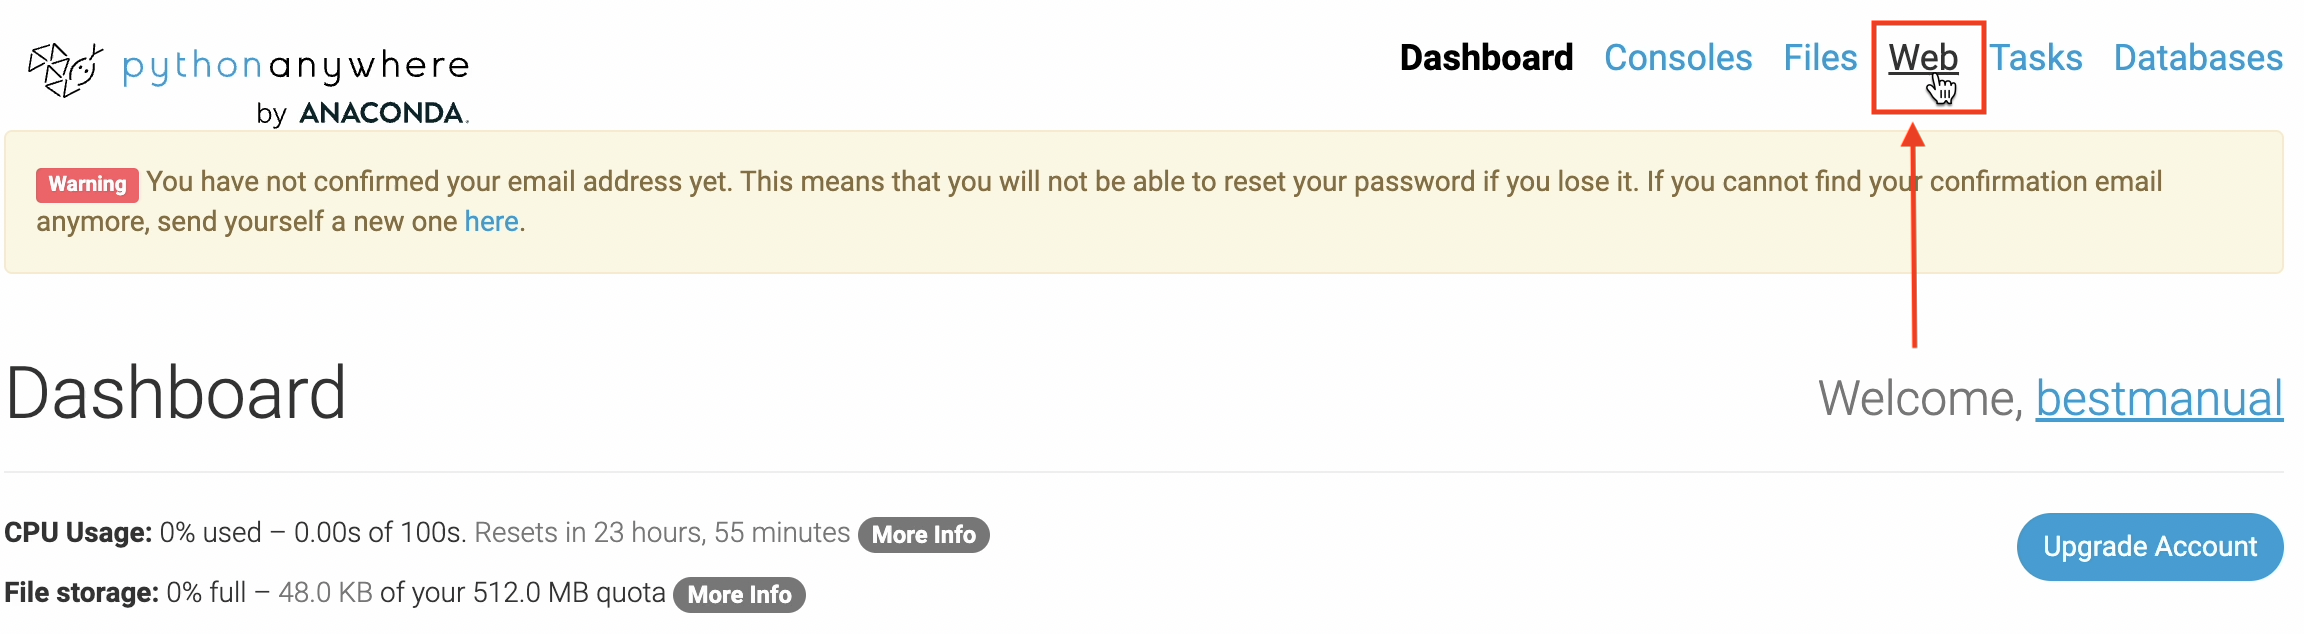 pythonanywhere
by ANACONDA.
Dashboard Consoles Files Web Tasks Databases
Warning You have not confirmed your email address yet. This means that you will not be able to reset your password if you lose it. If you cannot find your confirmation email
anymore, send yourself a new one here.
Dashboard
Welcome, bestmanual
CPU Usage: 0% used – 0.00s of 100s. Resets in 23 hours, 55 minutes More Info
Upgrade Account
File storage: 0% full – 48.0 KB of your 512.0 MB quota More Info